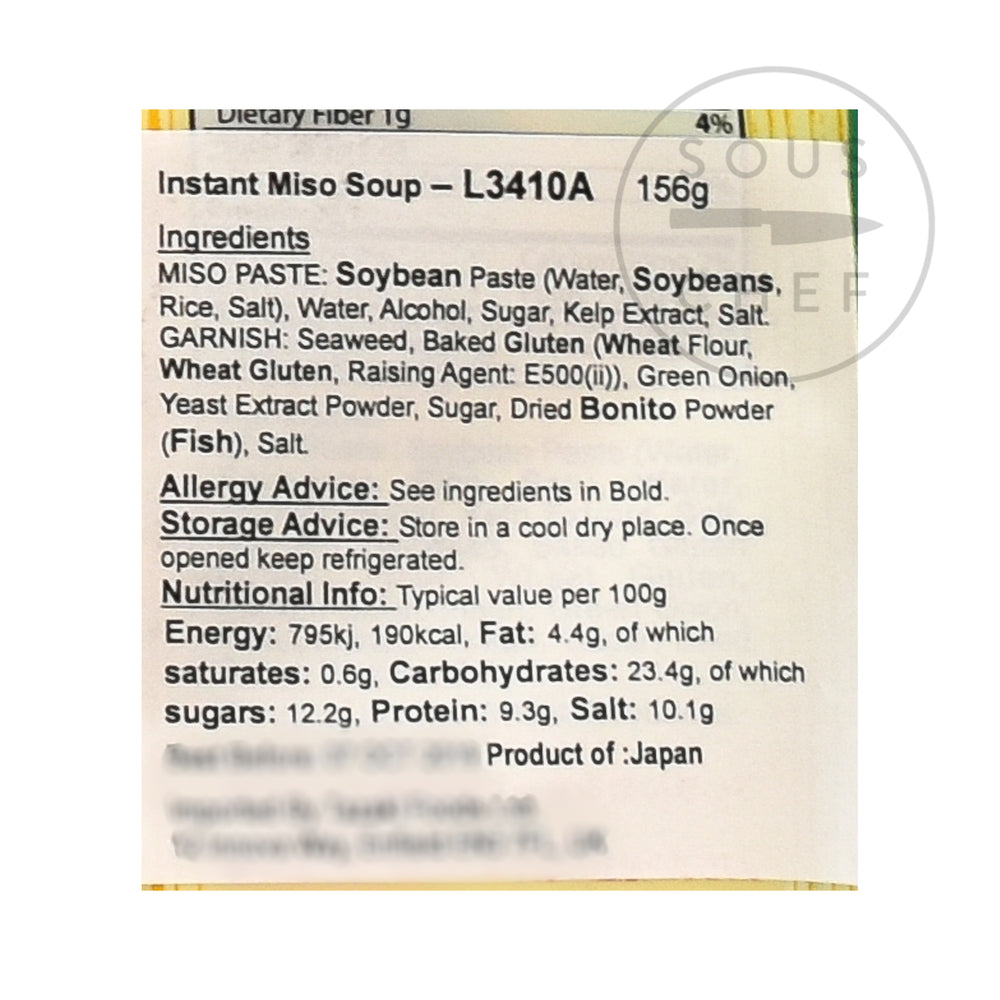 Dietary Fiber 1g 4%
SOUS
CHEF
Instant Miso Soup – L3410A 156g
Ingredients
MISO PASTE: Soybean Paste (Water, Soybeans,
Rice, Salt), Water, Alcohol, Sugar, Kelp Extract, Salt.
GARNISH: Seaweed, Baked Gluten (Wheat Flour,
Wheat Gluten, Raising Agent: E500(ii)), Green Onion,
Yeast Extract Powder, Sugar, Dried Bonito Powder
(Fish), Salt.
Allergy Advice: See ingredients in Bold.
Storage Advice: Store in a cool dry place. Once
opened keep refrigerated.
Nutritional Info: Typical value per 100g
Energy: 795kj, 190kcal, Fat: 4.4g, of which
saturates: 0.6g, Carbohydrates: 23.4g, of which
sugars: 12.2g, Protein: 9.3g, Salt: 10.1g
Product of :Japan